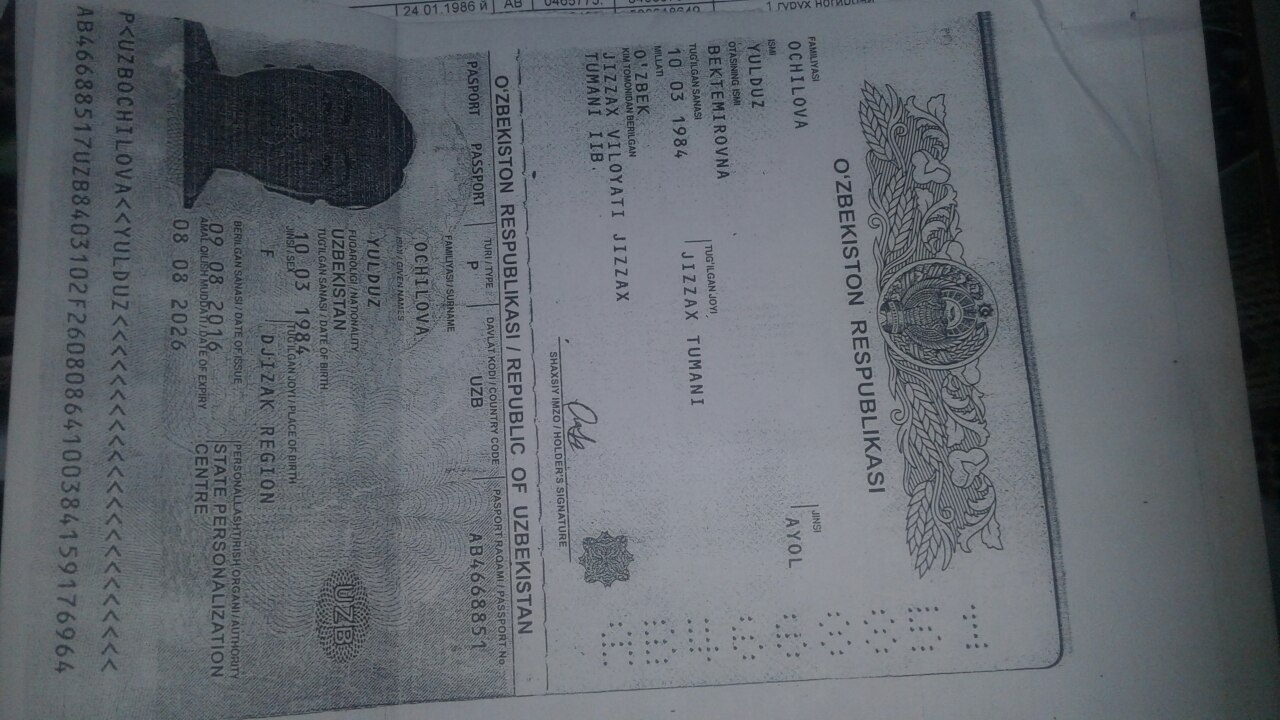 24 01.1986 й
АВ
O'ZBEKISTON RESPUBLIKASI
FAMILIYASI
OCHILOVA
JINSI
AYOL
ISMI
YULDUZ
OTASINING ISMI
BEKTEMIROVNA
TUG'ILGAN SANASI
10 03 1984
TUG'ILGAN JOYI
JIZZAX TUMANI
MILLATI
O'ZBEK
KIM TOMONIDAN BERILGAN
JIZZAX VILOYATI JIZZAX
TUMANI IIB.
SHAXSIY IMZO / HOLDER'S SIGNATURE
O'ZBEKISTON RESPUBLIKASI / REPUBLIC OF UZBEKISTAN
PASPORT PASSPORT
TURI / TYPE
P
DAVLAT KODI / COUNTRY CODE
UZB
PASPORT RAQAMI / PASSPORT No.
AB4668851
FAMILIYASI / SURNAME
OCHILOVA
ISMI / GIVEN NAMES
YULDUZ
FUQAROLIGI / NATIONALITY
UZBEKISTAN
TUG'ILGAN SANASI / DATE OF BIRTH
10 03 1984
JINSI / SEX
F
TUG'ILGAN JOYI / PLACE OF BIRTH
DJIZAK REGION
UZB
BERILGAN SANASI / DATE OF ISSUE
09 08 2016
PERSONALLASHTIRISH ORGANI / AUTHORITY
STATE PERSONALIZATION
CENTRE
AMAL QILISH MUDDATI / DATE OF EXPIRY
08 08 2026
P<UZBOCHILOVA<<YULDUZ<<<<<<<<<<<<<<<<<<<<<<<
AB46688517UZB8403102F26080864100384159176964